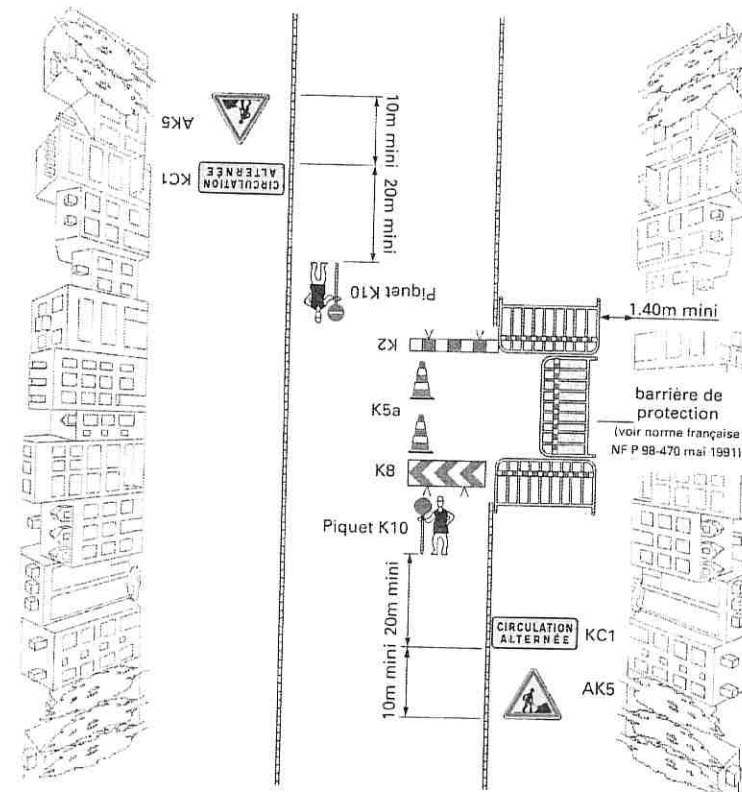 AK5
10m mini
KC1
CIRCULATION
ALTERNÉE
20m mini
Piquet K10
1.40m mini
K2
barrière de
protection
(voir norme française
NF P 98-470 mai 1991)
K5a
K8
Piquet K10
20m mini
CIRCULATION
ALTERNÉE
KC1
10m mini
AK5